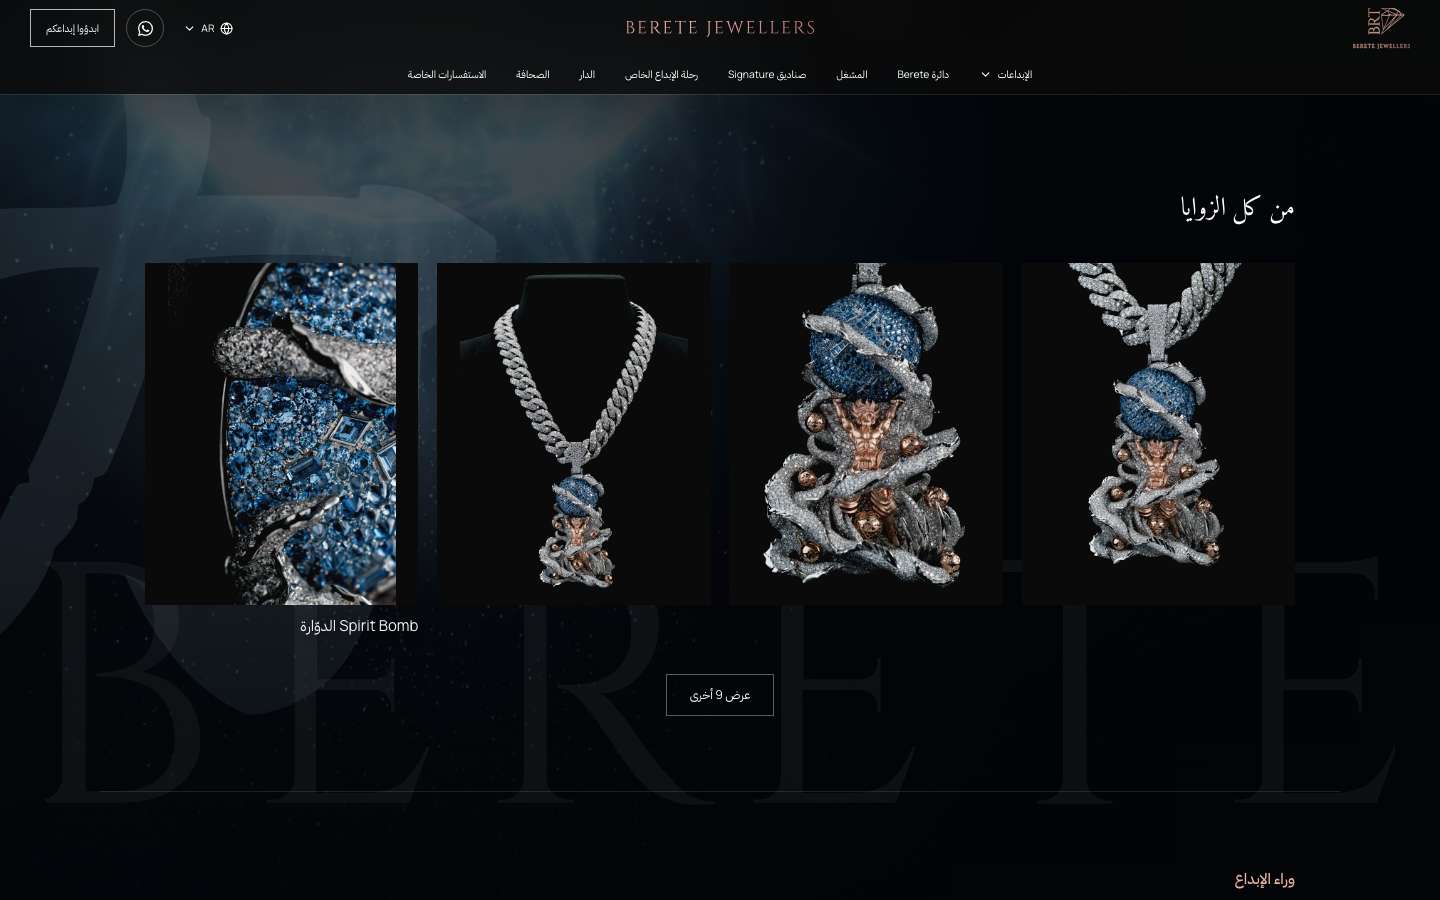 BRT
BERETE JEWELLERS
BERETE JEWELLERS
AR
ابدؤوا إبداعكم
الإبداعات
دائرة Berete
المشغل
صناديق Signature
رحلة الإبداع الخاص
الدار
الصحافة
الاستفسارات الخاصة
من كل الزوايا
Spirit Bomb الدوّارة
عرض 9 أخرى
BERETE
وراء الإبداع